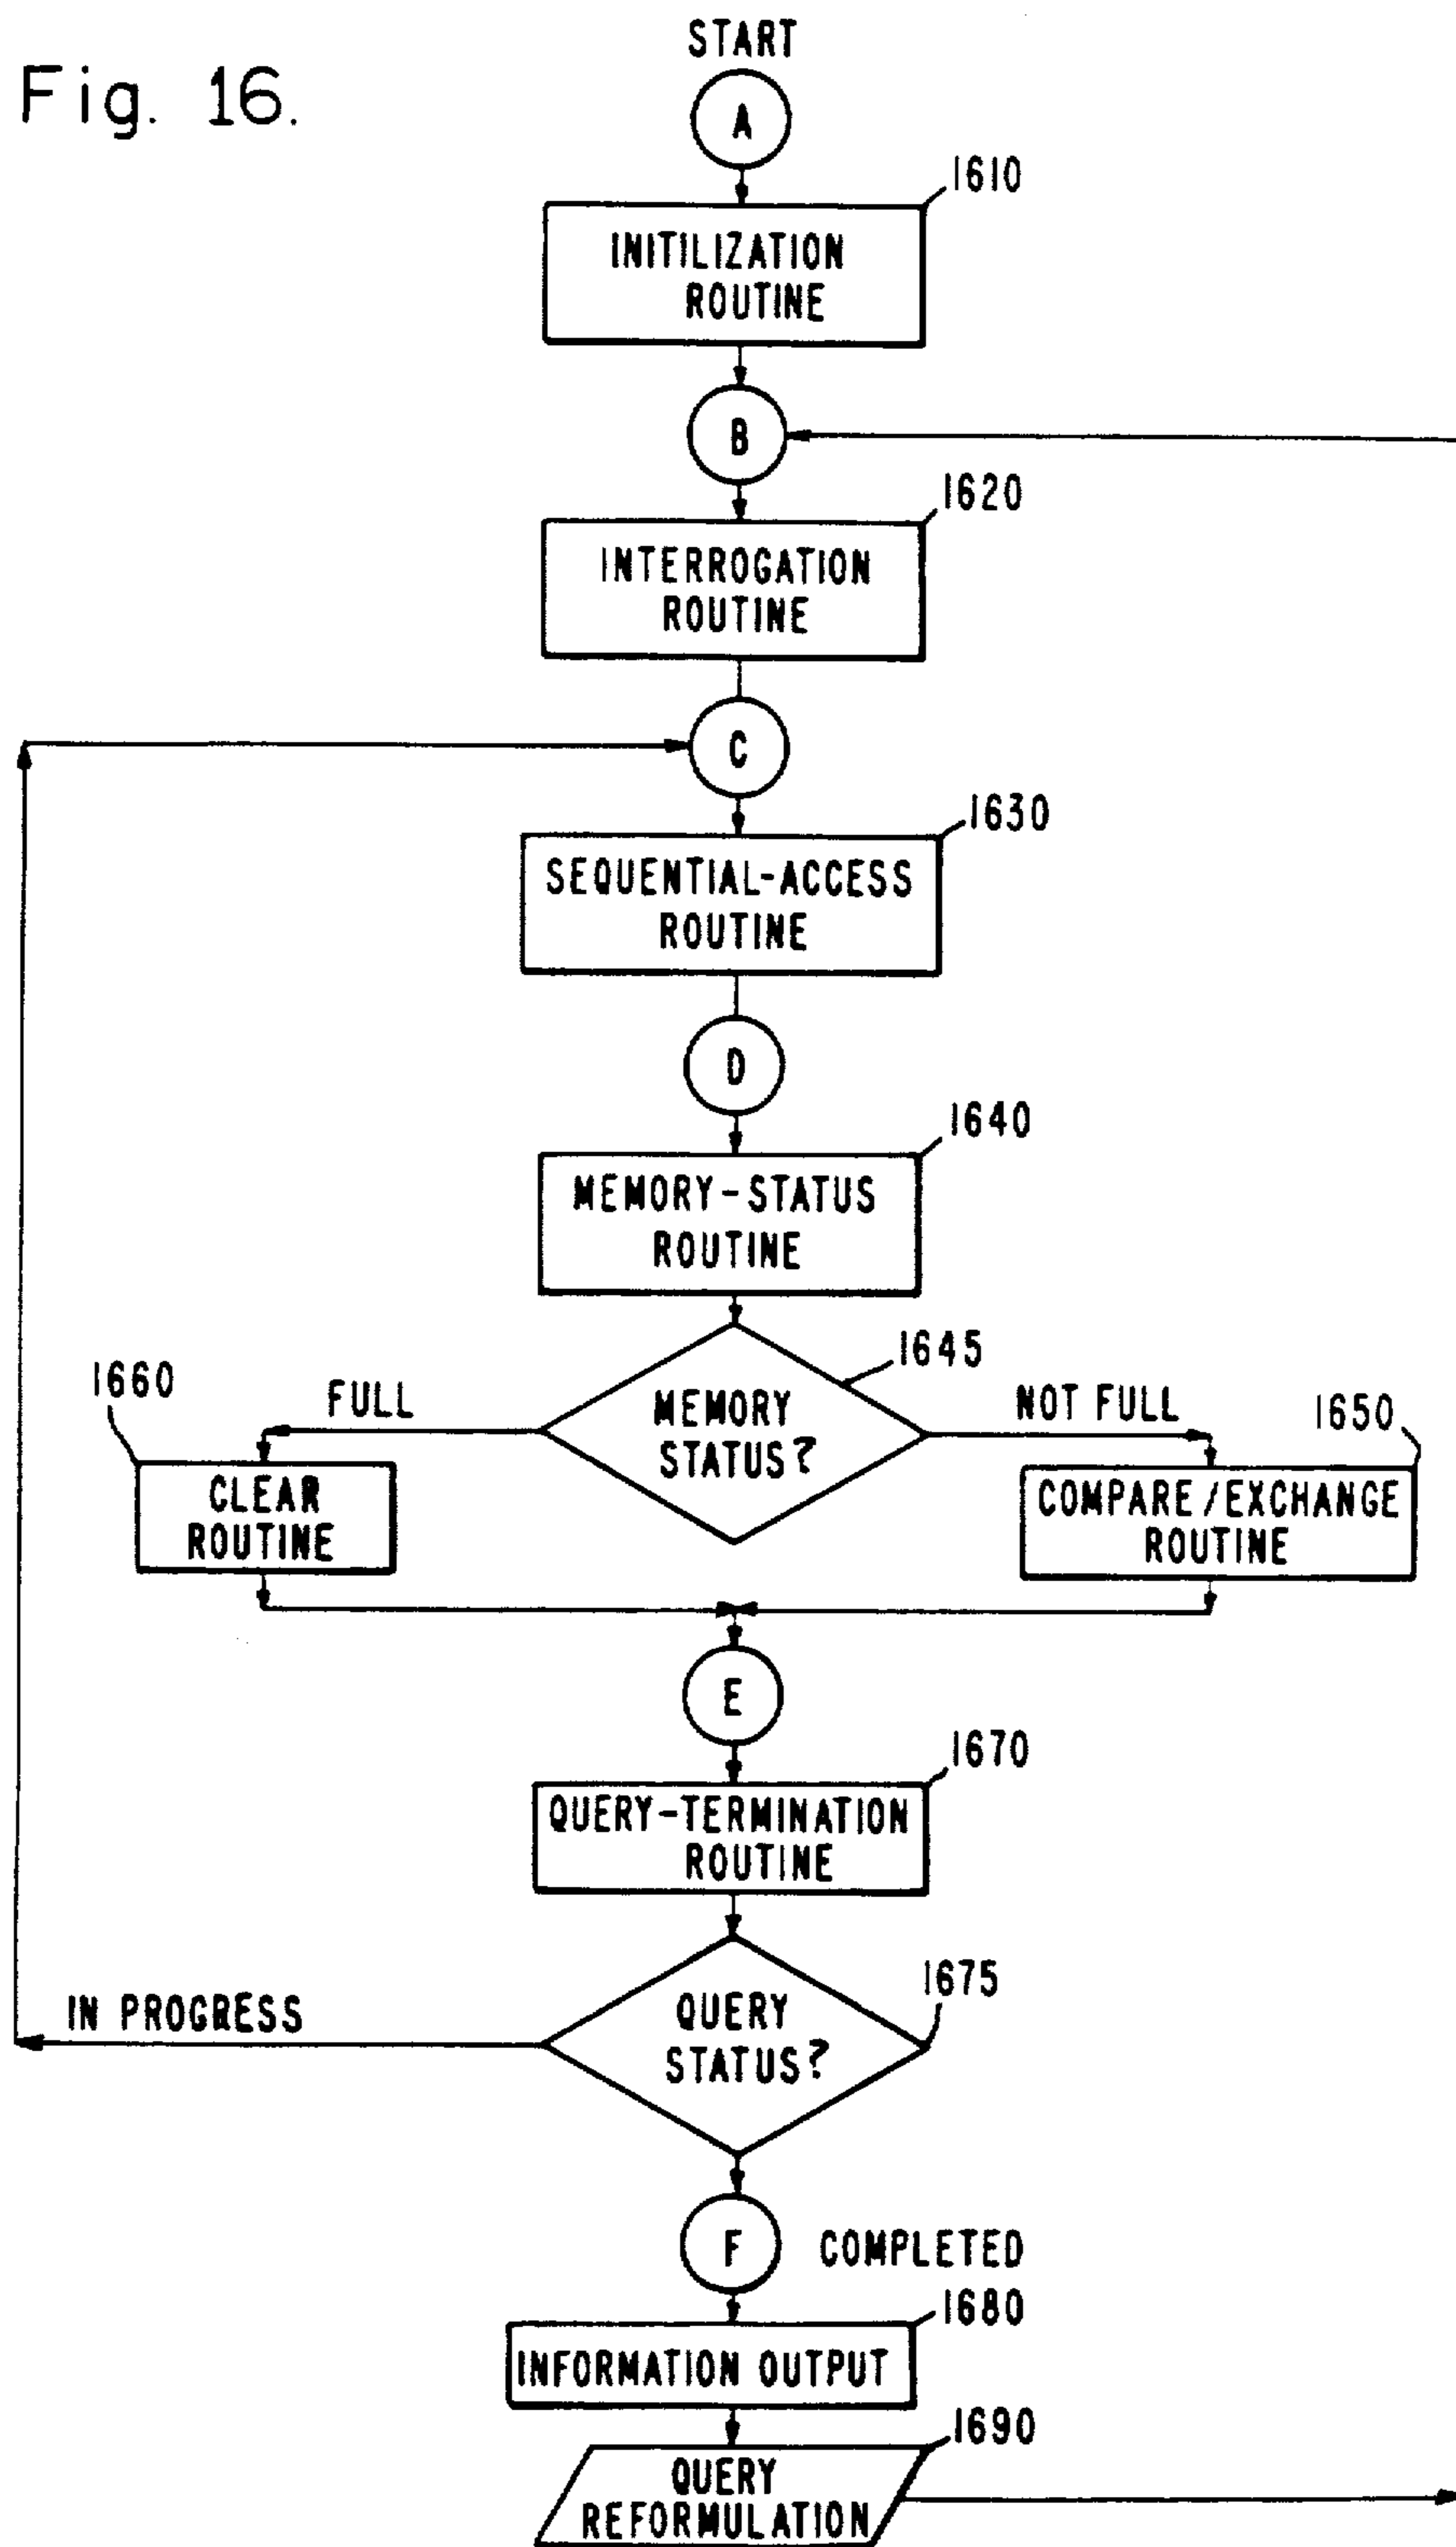 Fig. 16.
START
A
1610
INITILIZATION
ROUTINE
B
1620
INTERROGATION
ROUTINE
C
1630
SEQUENTIAL-ACCESS
ROUTINE
D
1640
MEMORY-STATUS
ROUTINE
1645
MEMORY
STATUS?
FULL
NOT FULL
1660
CLEAR
ROUTINE
1650
COMPARE/EXCHANGE
ROUTINE
E
1670
QUERY-TERMINATION
ROUTINE
1675
QUERY
STATUS?
IN PROGRESS
F
COMPLETED
1680
INFORMATION OUTPUT
1690
QUERY
REFORMULATION